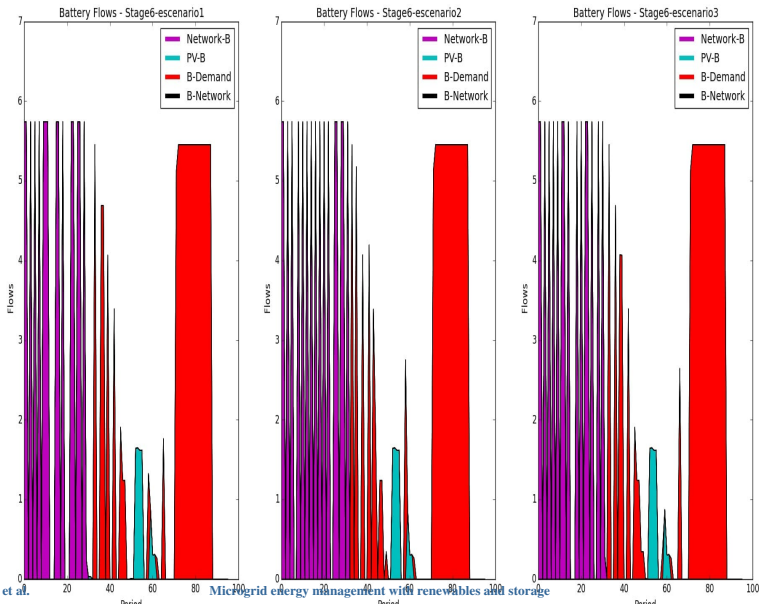 Battery Flows - Stage6-escenario1
7
6
5
4
3
2
1
0
Flows
Network-B
PV-B
B-Demand
B-Network
0
20
40
60
80
100
Period
Battery Flows - Stage6-escenario2
7
6
5
4
3
2
1
0
Flows
Network-B
PV-B
B-Demand
B-Network
0
20
40
60
80
100
Period
Battery Flows - Stage6-escenario3
7
6
5
4
3
2
1
0
Flows
Network-B
PV-B
B-Demand
B-Network
0
20
40
60
80
100
Period
et al.
Microgrid energy management with renewables and storage